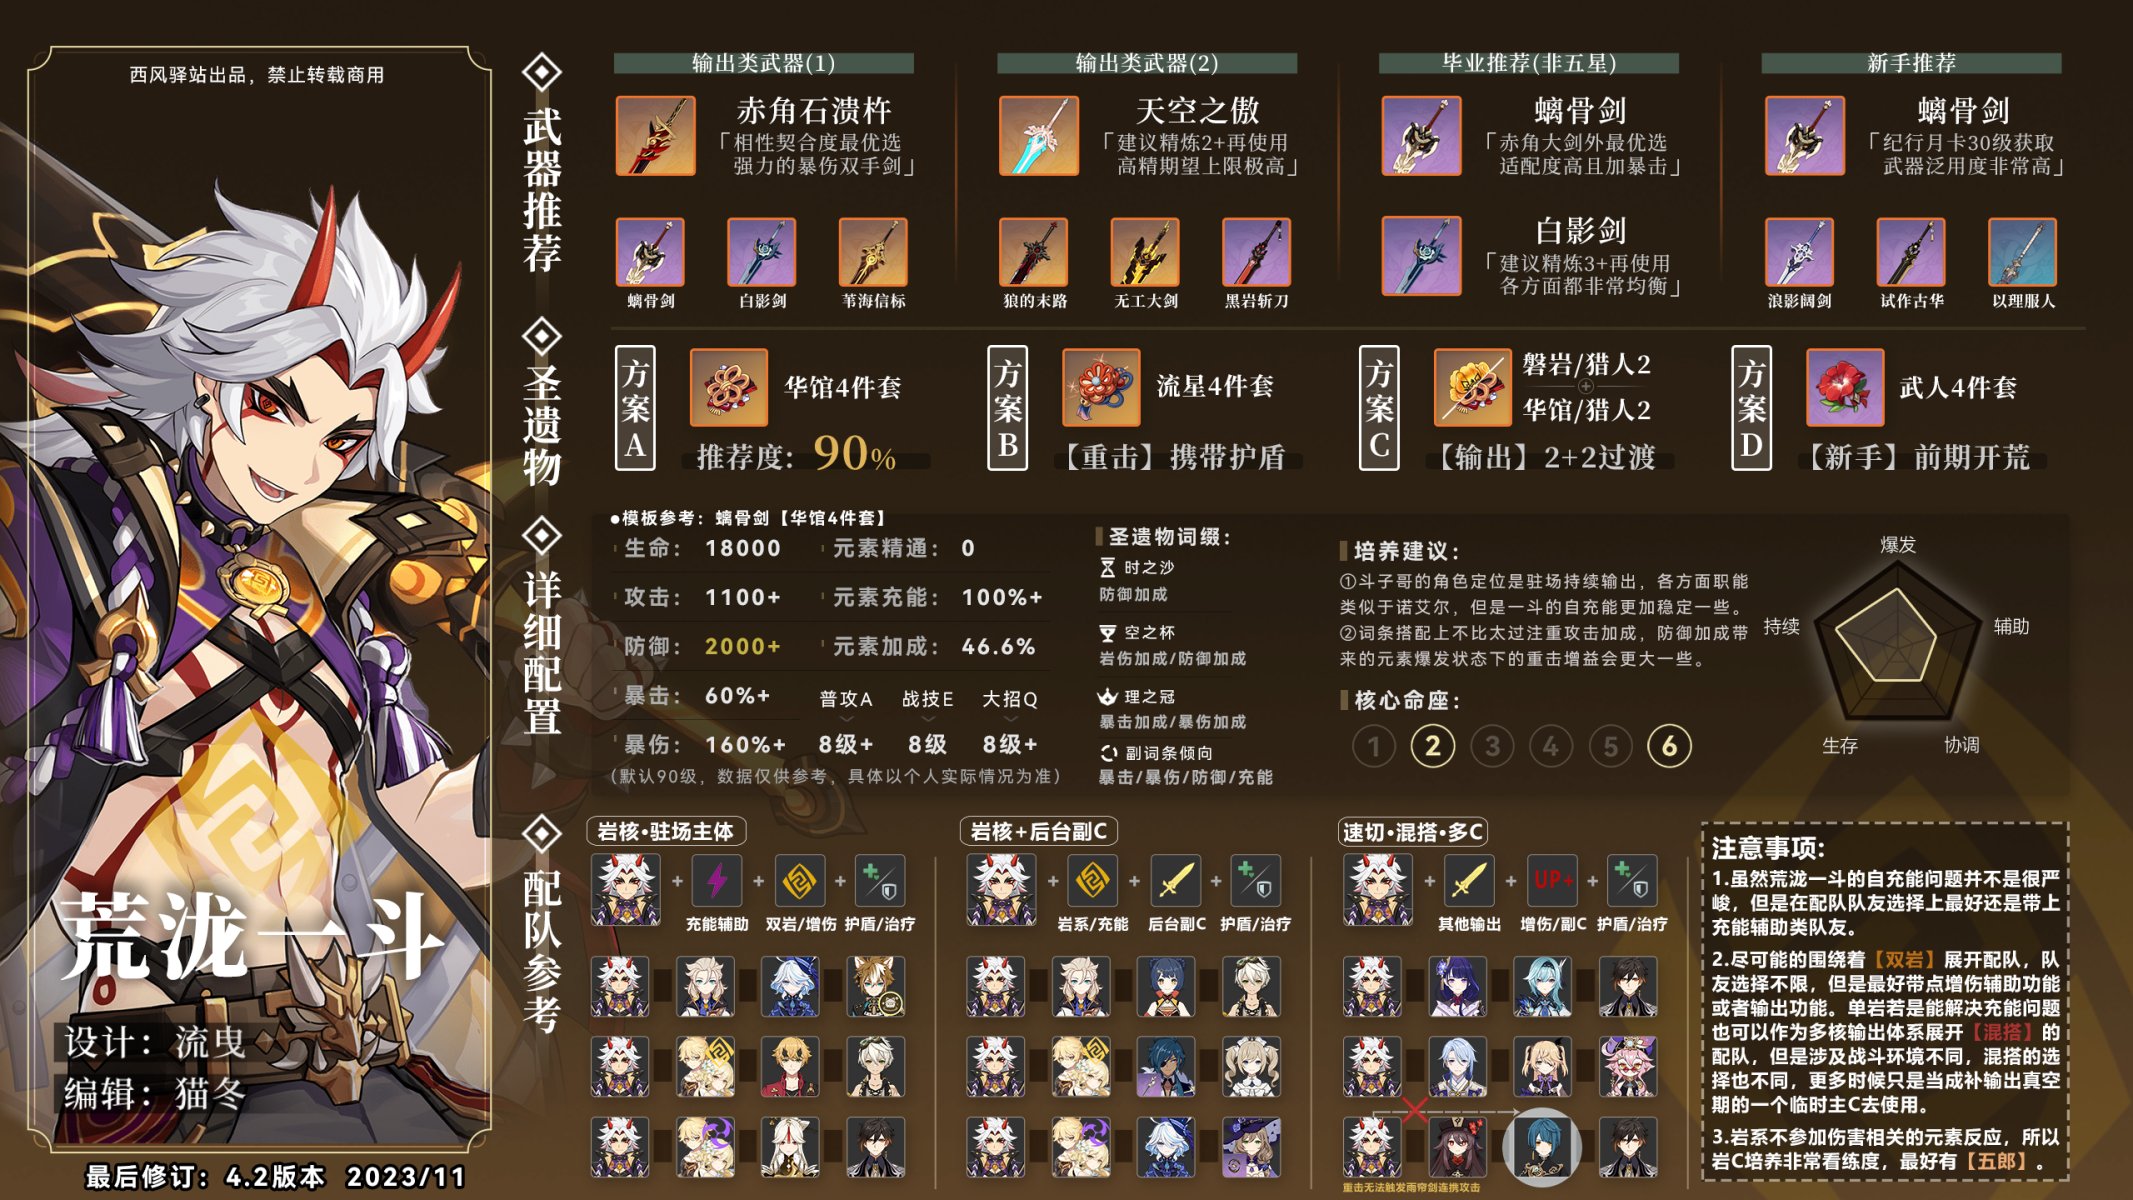 西风驿站出品，禁止转载商用
荒泷一斗
设计：流曳
编辑：猫冬
最后修订：4.2版本 2023/11
武器推荐
输出类武器(1)
赤角石溃杵
「相性契合度最优选
强力的暴伤双手剑」
螭骨剑
白影剑
苇海信标
输出类武器(2)
天空之傲
「建议精炼2+再使用
高精期望上限极高」
狼的末路
无工大剑
黑岩斩刀
毕业推荐(非五星)
螭骨剑
「赤角大剑外最优选
适配度高且加暴击」
白影剑
「建议精炼3+再使用
各方面都非常均衡」
新手推荐
螭骨剑
「纪行月卡30级获取
武器泛用度非常高」
浪影阔剑
试作古华
以理服人
圣遗物
方案A
华馆4件套
推荐度：90%
方案B
流星4件套
【重击】携带护盾
方案C
磐岩/猎人2
华馆/猎人2
【输出】2+2过渡
方案D
武人4件套
【新手】前期开荒
详细配置
●模板参考：螭骨剑【华馆4件套】
生命：18000 元素精通：0
攻击：1100+ 元素充能：100%+
防御：2000+ 元素加成：46.6%
暴击：60%+ 普攻A 战技E 大招Q
暴伤：160%+ 8级+ 8级 8级+
(默认90级，数据仅供参考，具体以个人实际情况为准)
圣遗物词缀：
时之沙
防御加成
空之杯
岩伤加成/防御加成
理之冠
暴击加成/暴伤加成
副词条倾向
暴击/暴伤/防御/充能
培养建议：
①斗子哥的角色定位是驻场持续输出，各方面职能
类似于诺艾尔，但是一斗的自充能更加稳定一些。
②词条搭配上不比太过注重攻击加成，防御加成带
来的元素爆发状态下的重击增益会更大一些。
核心命座：
1 2 3 4 5 6
爆发
持续
辅助
生存
协调
配队参考
岩核·驻场主体
+ + +
充能辅助 双岩/增伤 护盾/治疗
岩核+后台副C
+ + +
岩系/充能 后台副C 护盾/治疗
速切·混搭·多C
+ + UP+ +
其他输出 增伤/副C 护盾/治疗
重击无法触发雨帘剑连携攻击
注意事项：
1.虽然荒泷一斗的自充能问题并不是很严
峻，但是在配队队友选择上最好还是带上
充能辅助类队友。
2.尽可能的围绕着【双岩】展开配队，队
友选择不限，但是最好带点增伤辅助功能
或者输出功能。单岩若是能解决充能问题
也可以作为多核输出体系展开【混搭】的
配队，但是涉及战斗环境不同，混搭的选
择也不同，更多时候只是当成补输出真空
期的一个临时主C去使用。
3.岩系不参加伤害相关的元素反应，所以
岩C培养非常看练度，最好有【五郎】。